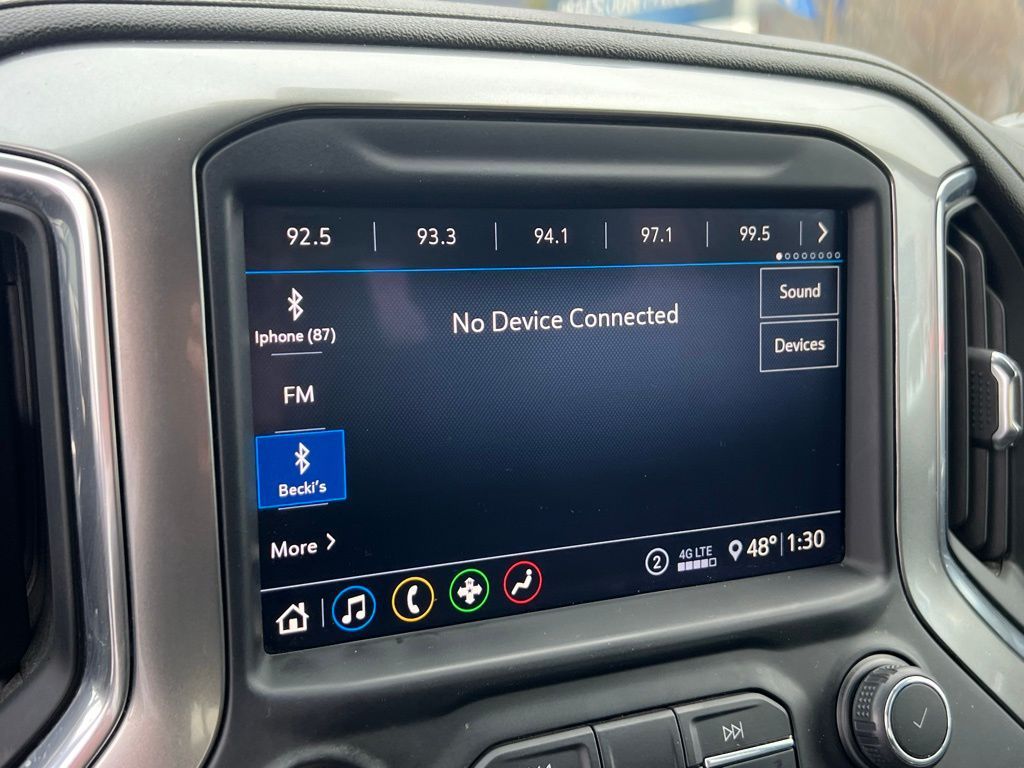 92.5 93.3 94.1 97.1 99.5
Sound
Iphone (87)
No Device Connected
Devices
FM
Becki's
More
2 4G LTE 48° 1:30